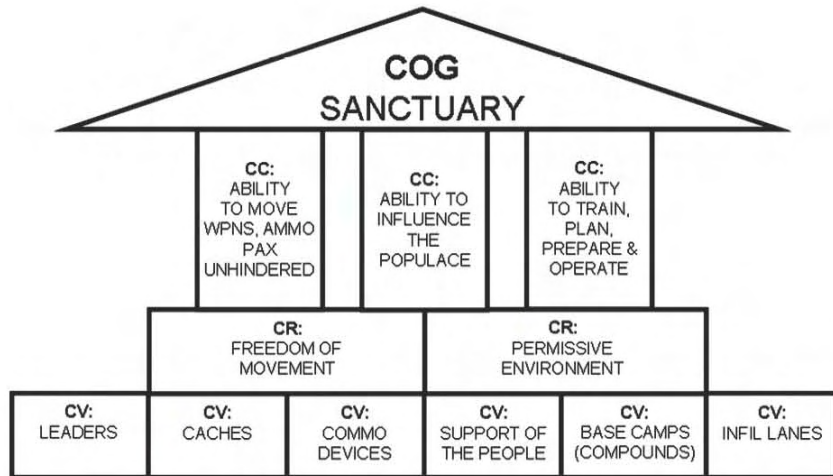 COG
SANCTUARY
CC:
ABILITY
TO MOVE
WPNS, AMMO
PAX
UNHINDERED
CC:
ABILITY TO
INFLUENCE
THE
POPULACE
CC:
ABILITY
TO TRAIN,
PLAN,
PREPARE &
OPERATE
CR:
FREEDOM OF
MOVEMENT
CR:
PERMISSIVE
ENVIRONMENT
CV:
LEADERS
CV:
CACHES
CV:
COMMO
DEVICES
CV:
SUPPORT OF
THE PEOPLE
CV:
BASE CAMPS
(COMPOUNDS)
CV:
INFIL LANES